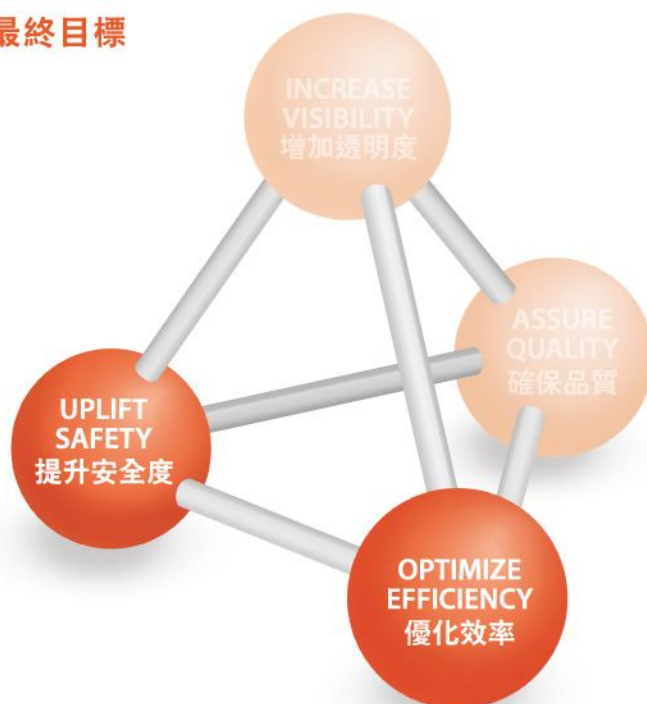 最終目標
INCREASE
VISIBILITY
增加透明度
ASSURE
QUALITY
確保品質
UPLIFT
SAFETY
提升安全度
OPTIMIZE
EFFICIENCY
優化效率